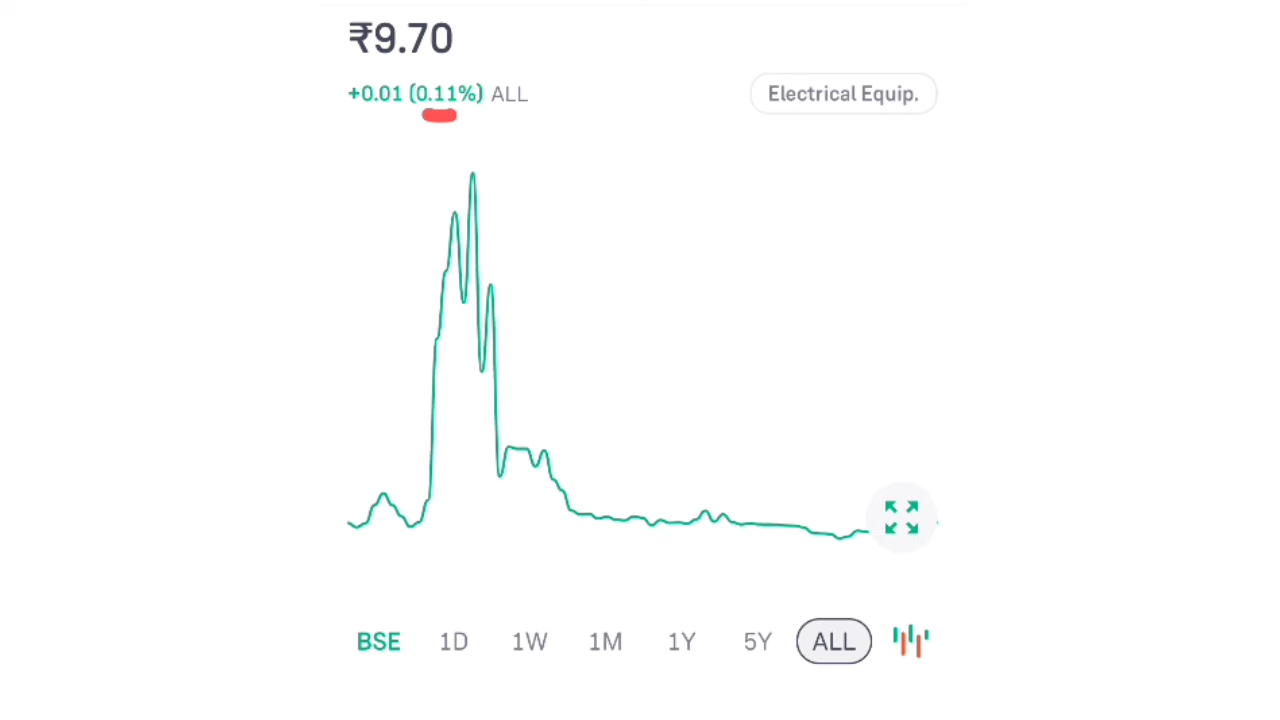 ₹9.70
+0.01 (0.11%) ALL
Electrical Equip.
BSE 1D 1W 1M 1Y 5Y ALL